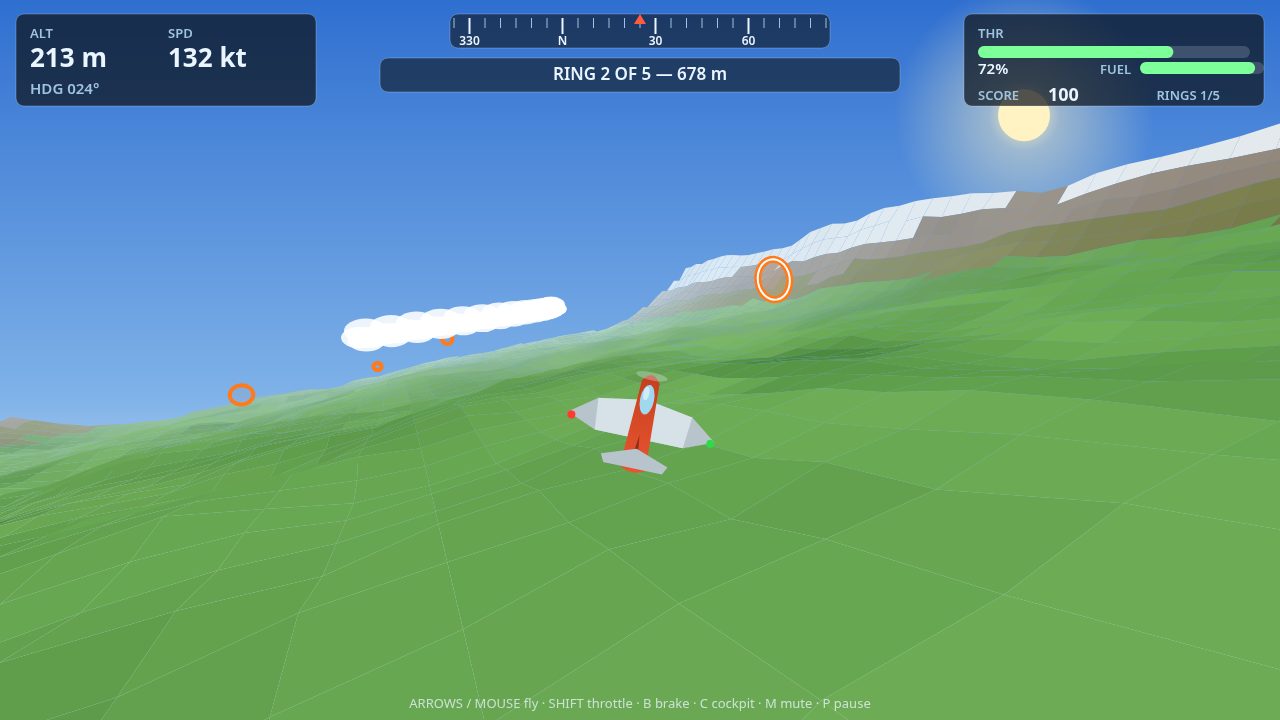 ALT
213 m
SPD
132 kt
HDG 024°
330 N 30 60
RING 2 OF 5 — 678 m
THR
72%
FUEL
SCORE 100 RINGS 1/5
ARROWS / MOUSE fly · SHIFT throttle · B brake · C cockpit · M mute · P pause